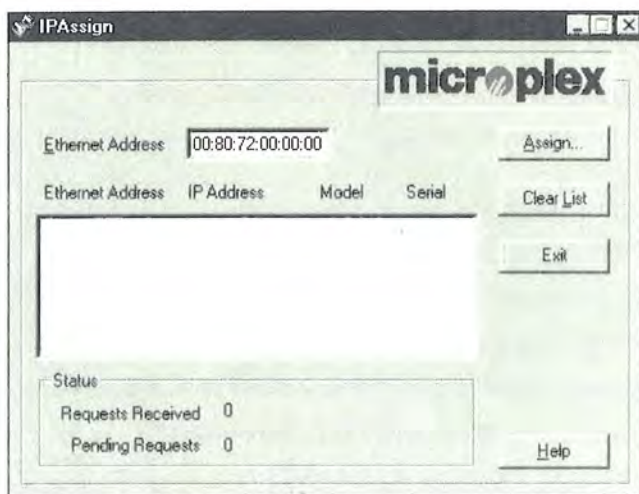 IPAssign
microplex
Ethernet Address 00:80:72:00:00:00
Assign...
Ethernet Address IP Address Model Serial
Clear List
Exit
Status
Requests Received 0
Pending Requests 0
Help